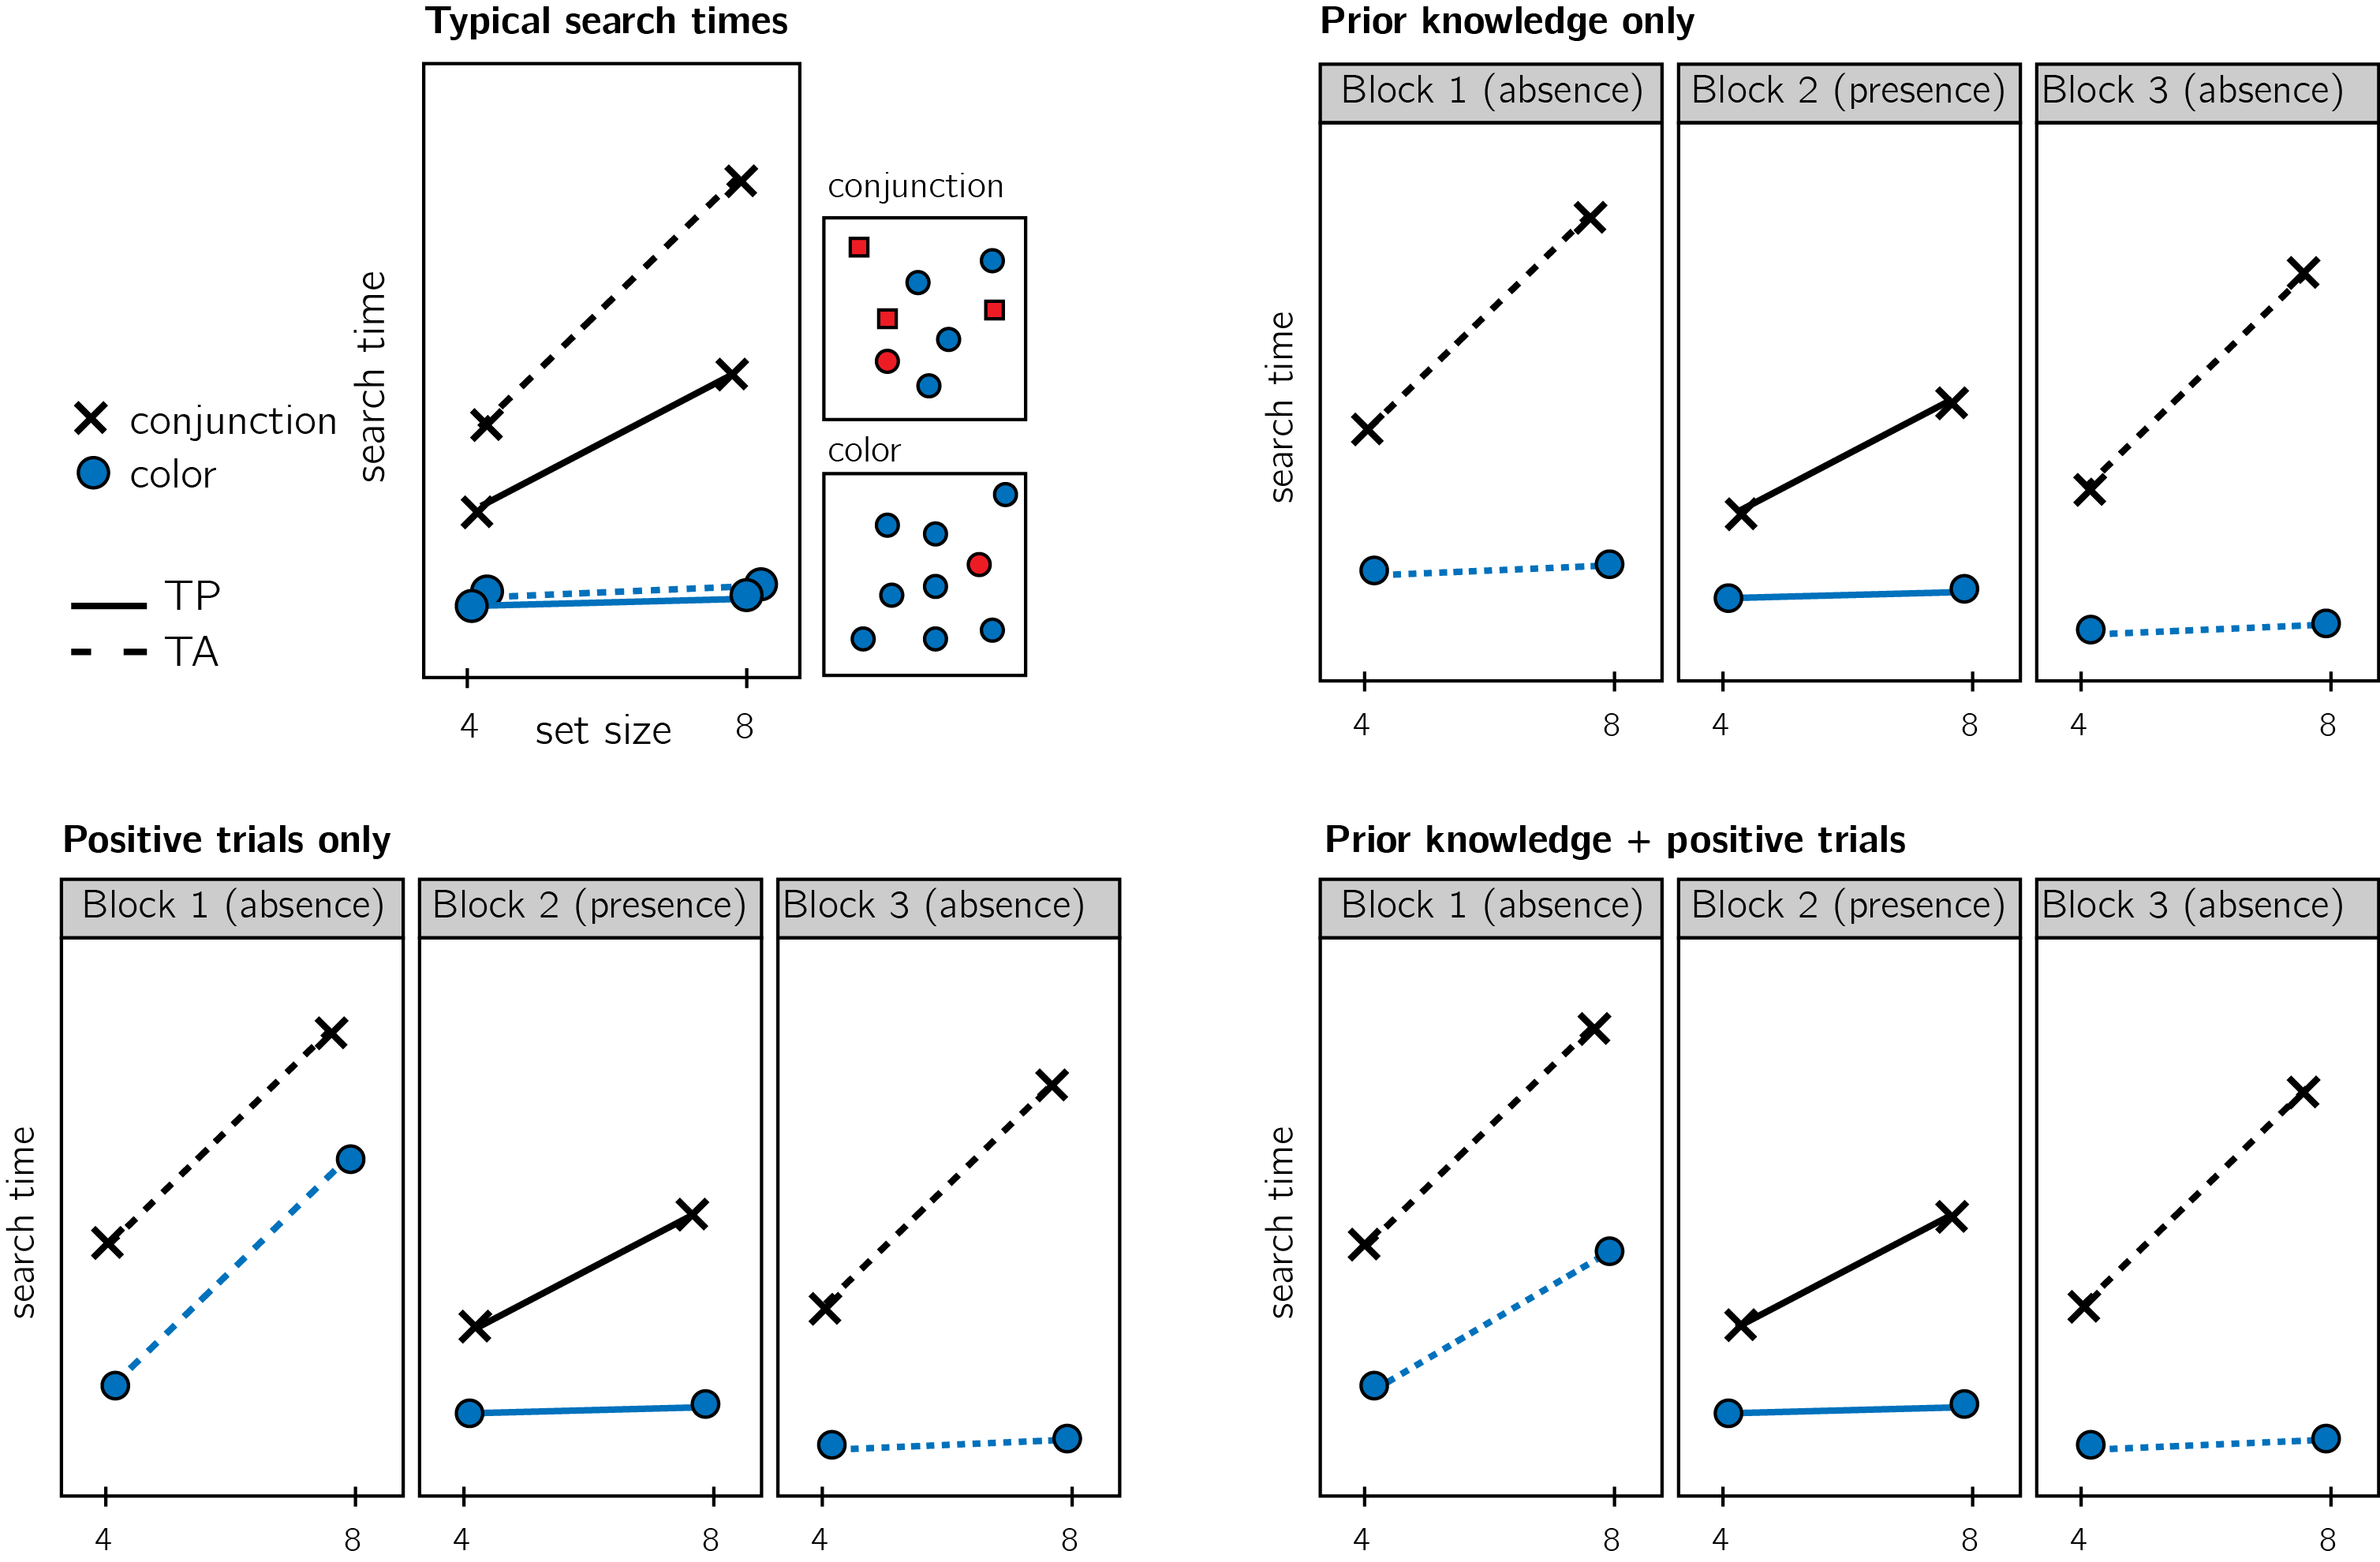 Typical search times
search time
conjunction
color
TP
TA
4
set size
8
conjunction
color
Prior knowledge only
Block 1 (absence)
Block 2 (presence)
Block 3 (absence)
search time
4
8
4
8
4
8
Positive trials only
Block 1 (absence)
Block 2 (presence)
Block 3 (absence)
search time
4
8
4
8
4
8
Prior knowledge + positive trials
Block 1 (absence)
Block 2 (presence)
Block 3 (absence)
search time
4
8
4
8
4
8